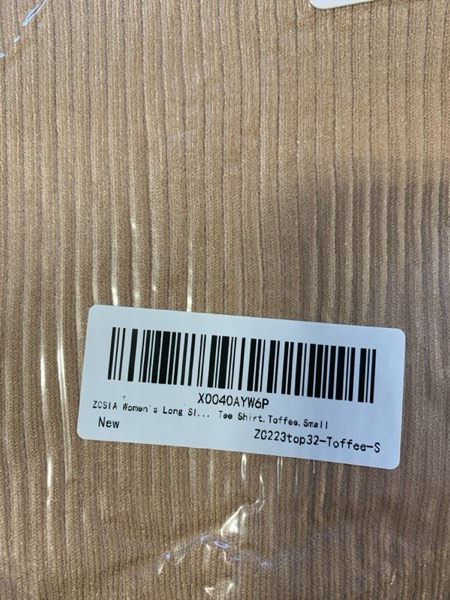 X0040AYW6P
ZCSIA Women's Long Sl... Tee Shirt,Toffee,Small
New
ZC223top32-Toffee-S